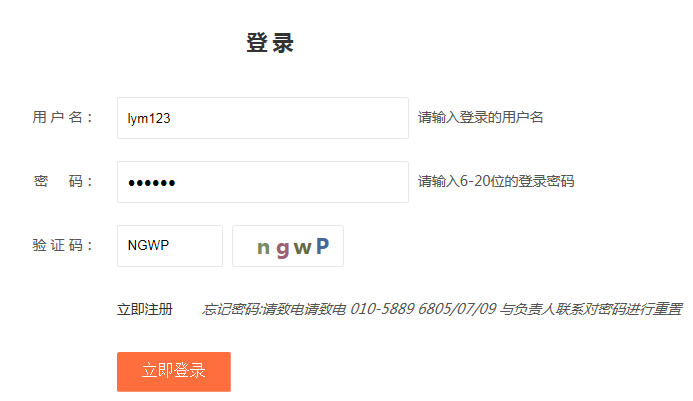 登 录
用 户 名： lym123 请输入登录的用户名
密 码： •••••• 请输入6-20位的登录密码
验 证 码： NGWP ngwP
立即注册 忘记密码:请致电请致电 010-5889 6805/07/09 与负责人联系对密码进行重置
立即登录